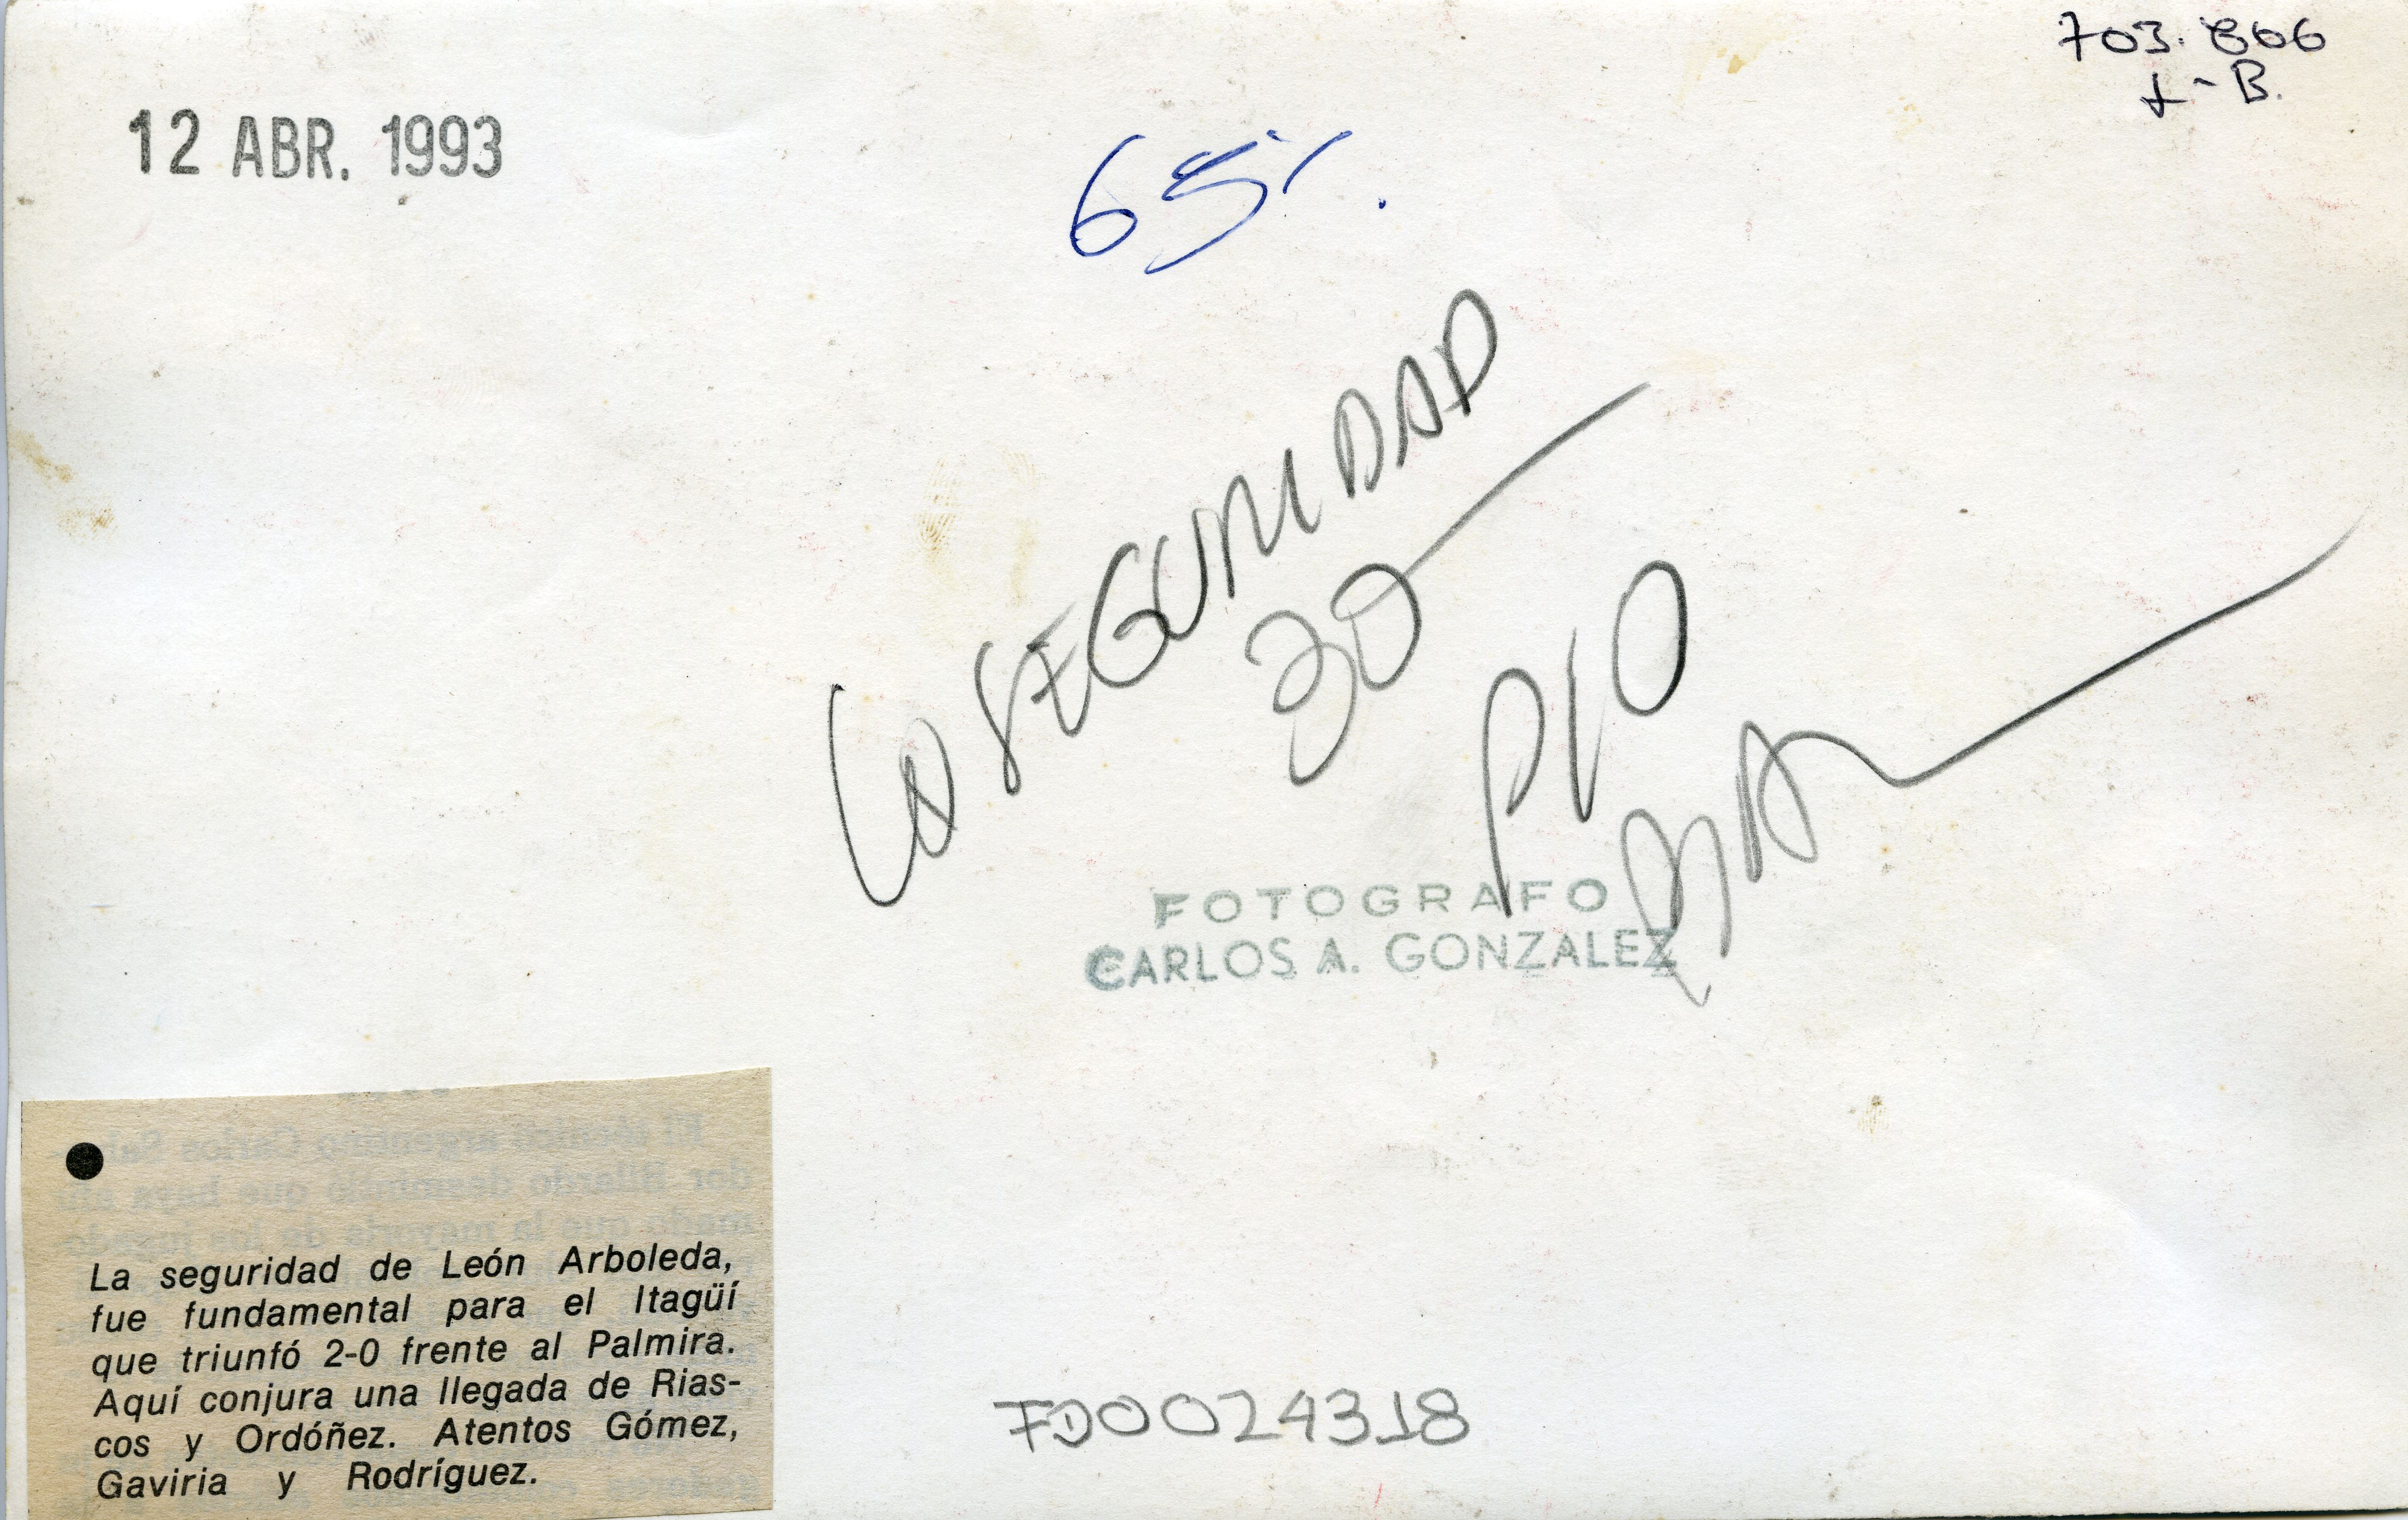 703.866
+-B.
12 ABR. 1993
65%.
LA SEGURIDAD
30
PIO
FOTOGRAFO
CARLOS A. GONZALEZ
La seguridad de León Arboleda,
fue fundamental para el Itagüí
que triunfó 2-0 frente al Palmira.
Aquí conjura una llegada de Rias-
cos y Ordóñez. Atentos Gómez,
Gaviria y Rodríguez.
FD0024318